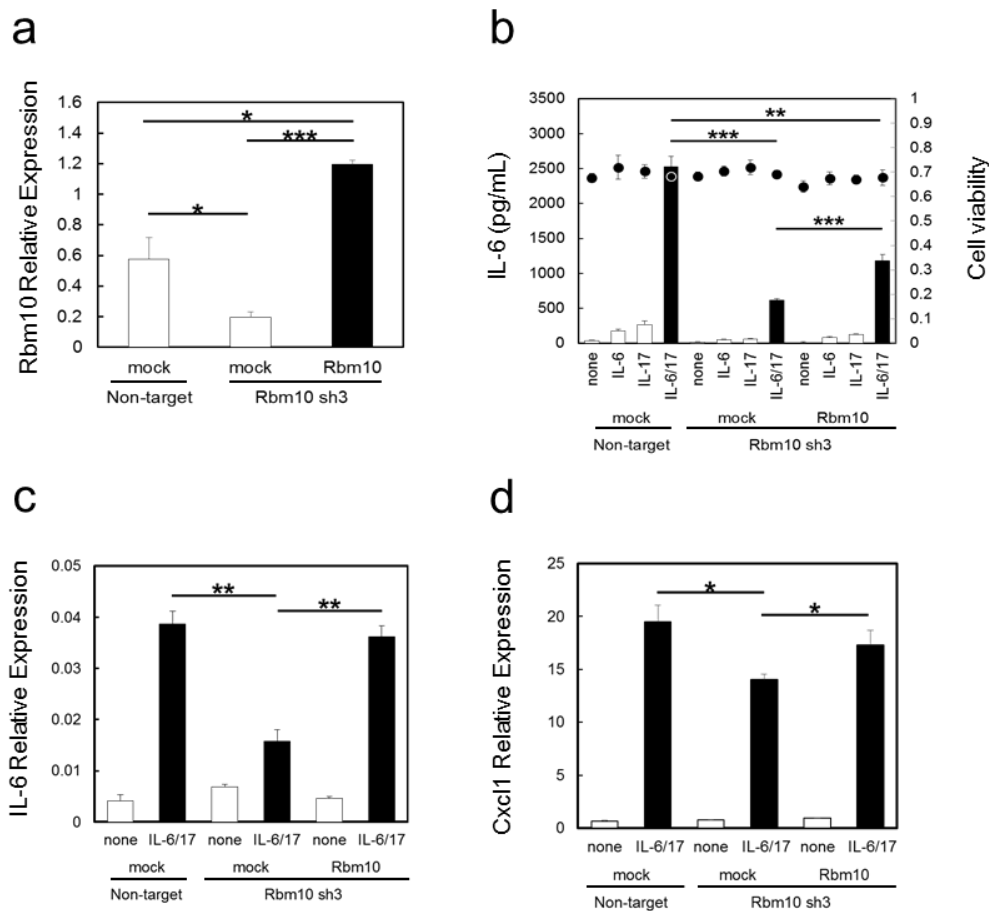 a
Rbm10 Relative Expression
1.6
1.4
1.2
1.0
0.8
0.6
0.4
0.2
0
*
***
*
mock mock Rbm10
Non-target Rbm10 sh3
b
IL-6 (pg/mL)
3500
3000
2500
2000
1500
1000
500
0
**
***
***
1
0.9
0.8
0.7
0.6
0.5
0.4
0.3
0.2
0.1
0
Cell viability
none IL-6 IL-17 IL-6/17 none IL-6 IL-17 IL-6/17 none IL-6 IL-17 IL-6/17
mock mock Rbm10
Non-target Rbm10 sh3
c
IL-6 Relative Expression
0.05
0.04
0.03
0.02
0.01
0
** **
none IL-6/17 none IL-6/17 none IL-6/17
mock mock Rbm10
Non-target Rbm10 sh3
d
Cxcl1 Relative Expression
25
20
15
10
5
0
* *
none IL-6/17 none IL-6/17 none IL-6/17
mock mock Rbm10
Non-target Rbm10 sh3